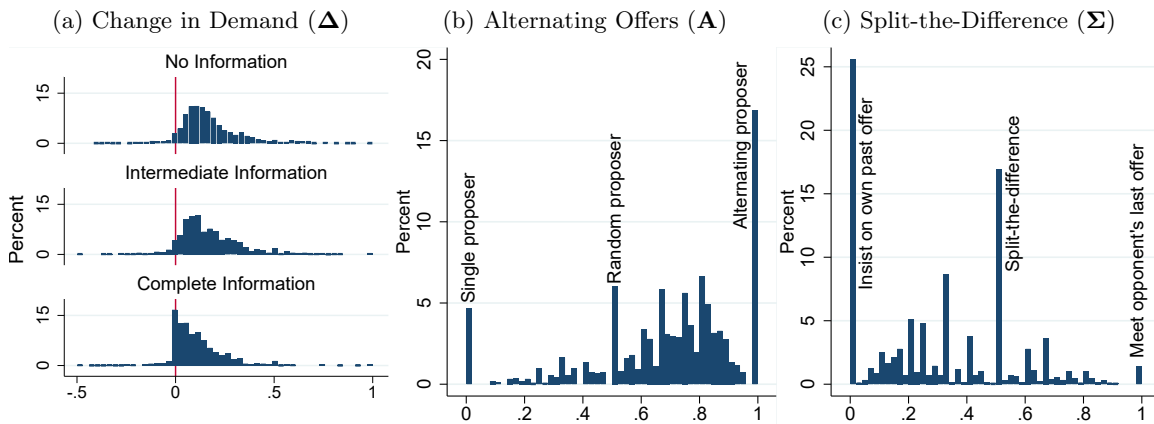 (a) Change in Demand (Δ)
No Information
15
0
Intermediate Information
15
0
Complete Information
15
0
-.5 0 .5 1
Percent
(b) Alternating Offers (A)
20
15
10
5
0
0 .2 .4 .6 .8 1
Percent
Single proposer
Random proposer
Alternating proposer
(c) Split-the-Difference (Σ)
25
20
15
10
5
0
0 .2 .4 .6 .8 1
Percent
Insist on own past offer
Split-the-difference
Meet opponent's last offer